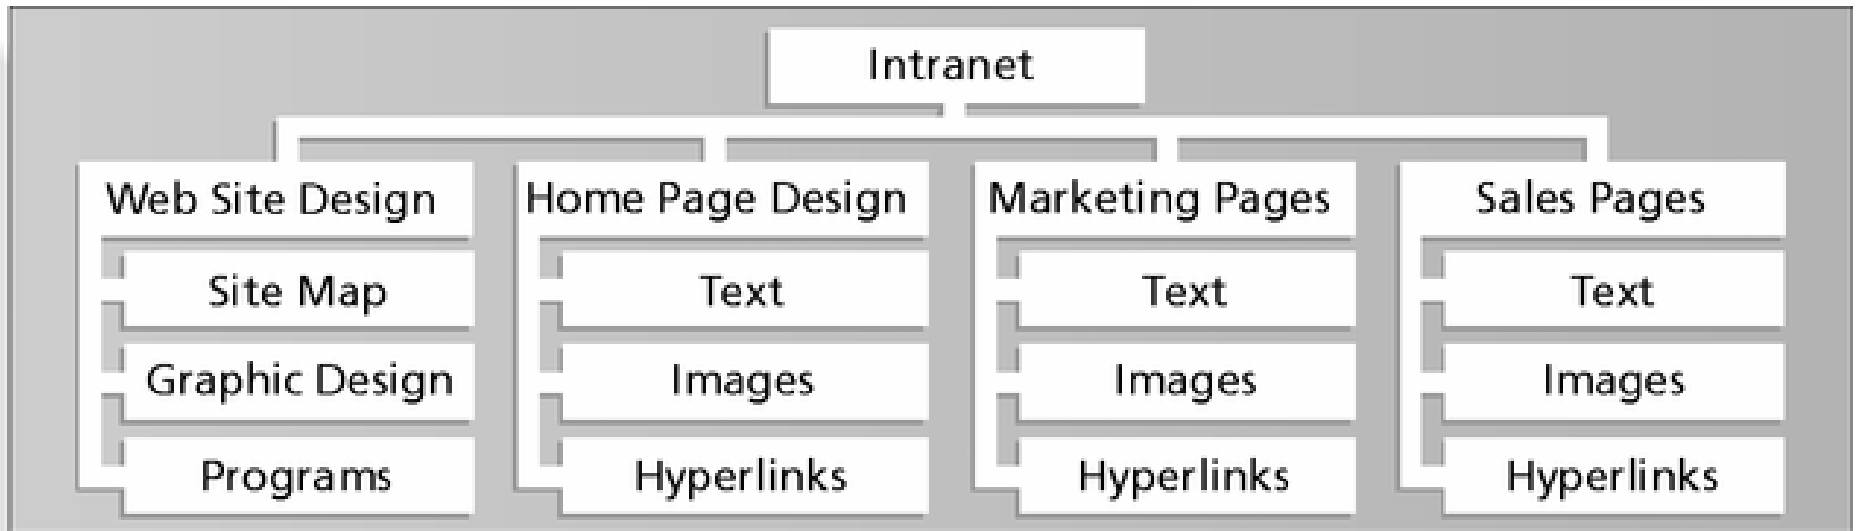 Intranet
Web Site Design
Home Page Design
Marketing Pages
Sales Pages
Site Map
Text
Text
Text
Graphic Design
Images
Images
Images
Programs
Hyperlinks
Hyperlinks
Hyperlinks